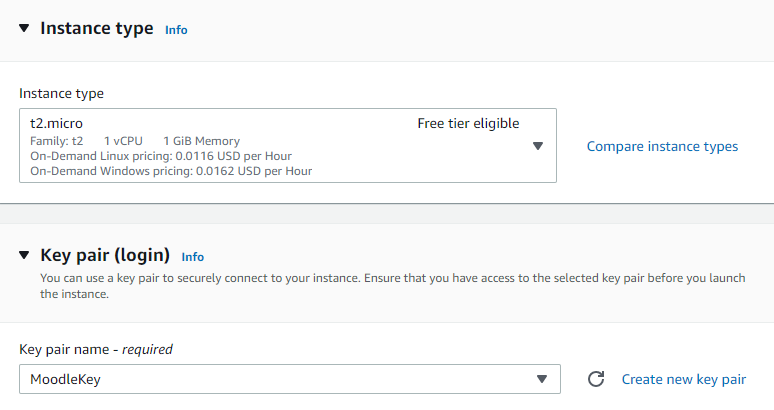 Instance type Info
Instance type
t2.micro Free tier eligible
Family: t2 1 vCPU 1 GiB Memory
On-Demand Linux pricing: 0.0116 USD per Hour
On-Demand Windows pricing: 0.0162 USD per Hour
Compare instance types
Key pair (login) Info
You can use a key pair to securely connect to your instance. Ensure that you have access to the selected key pair before you launch
the instance.
Key pair name - required
MoodleKey
Create new key pair